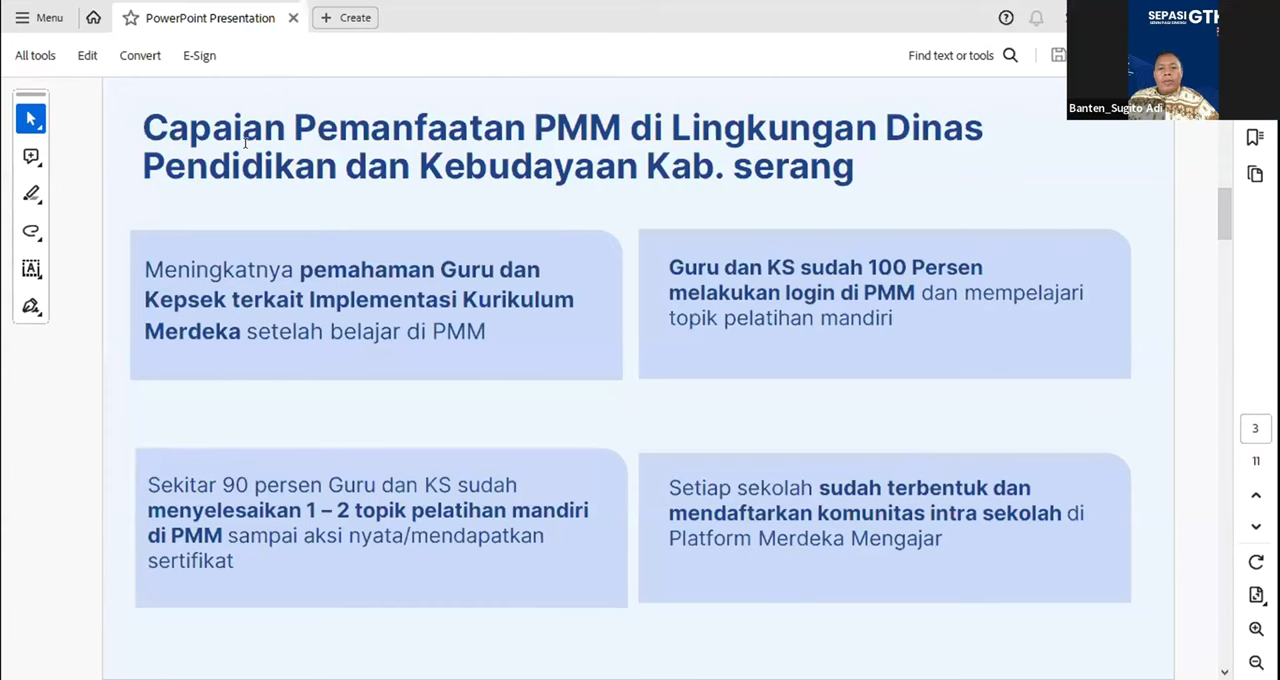 Menu
PowerPoint Presentation
Create
All tools
Edit
Convert
E-Sign
Find text or tools
SEPASI GTK
Banten_Sugito Adi
Capaian Pemanfaatan PMM di Lingkungan Dinas
Pendidikan dan Kebudayaan Kab. serang
Meningkatnya pemahaman Guru dan
Kepsek terkait Implementasi Kurikulum
Merdeka setelah belajar di PMM
Guru dan KS sudah 100 Persen
melakukan login di PMM dan mempelajari
topik pelatihan mandiri
Sekitar 90 persen Guru dan KS sudah
menyelesaikan 1 – 2 topik pelatihan mandiri
di PMM sampai aksi nyata/mendapatkan
sertifikat
Setiap sekolah sudah terbentuk dan
mendaftarkan komunitas intra sekolah di
Platform Merdeka Mengajar
3
11